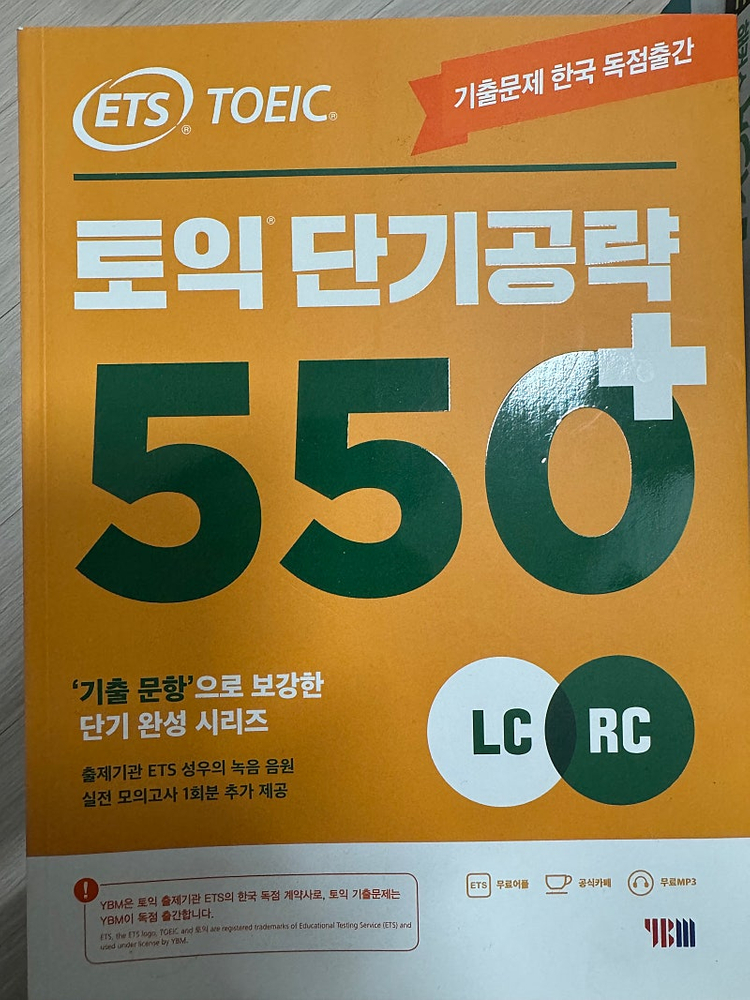 ETS® TOEIC®
기출문제 한국 독점출간
토익® 단기공략
550+
'기출 문항'으로 보강한
단기 완성 시리즈
출제기관 ETS 성우의 녹음 음원
실전 모의고사 1회분 추가 제공
LC RC
! YBM은 토익 출제기관 ETS의 한국 독점 계약사로, 토익 기출문제는
YBM이 독점 출간합니다.
ETS, the ETS logo, TOEIC and 토익 are registered trademarks of Educational Testing Service (ETS) and
used under license by YBM.
ETS 무료어플 공식카페 무료MP3
YBM